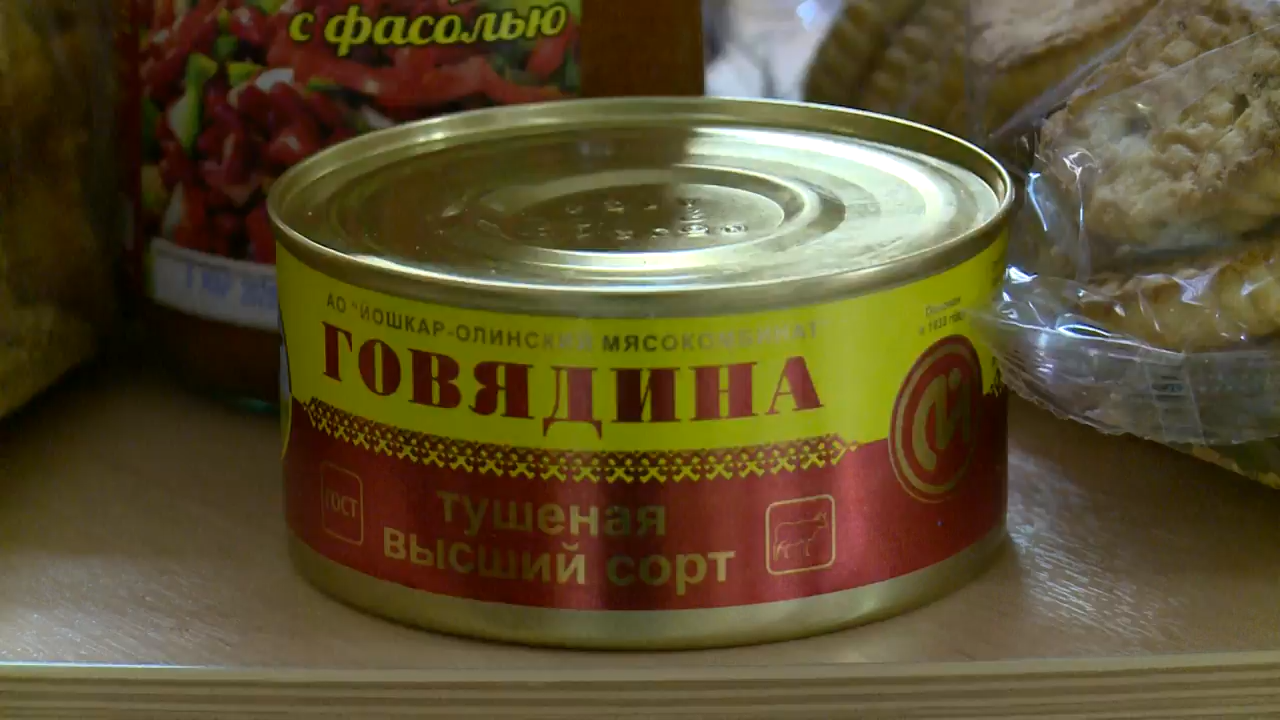 с фасолью
АО "ЙОШКАР-ОЛИНСКИЙ МЯСОКОМБИНАТ"
ГОВЯДИНА
ГОСТ
тушеная
высший сорт